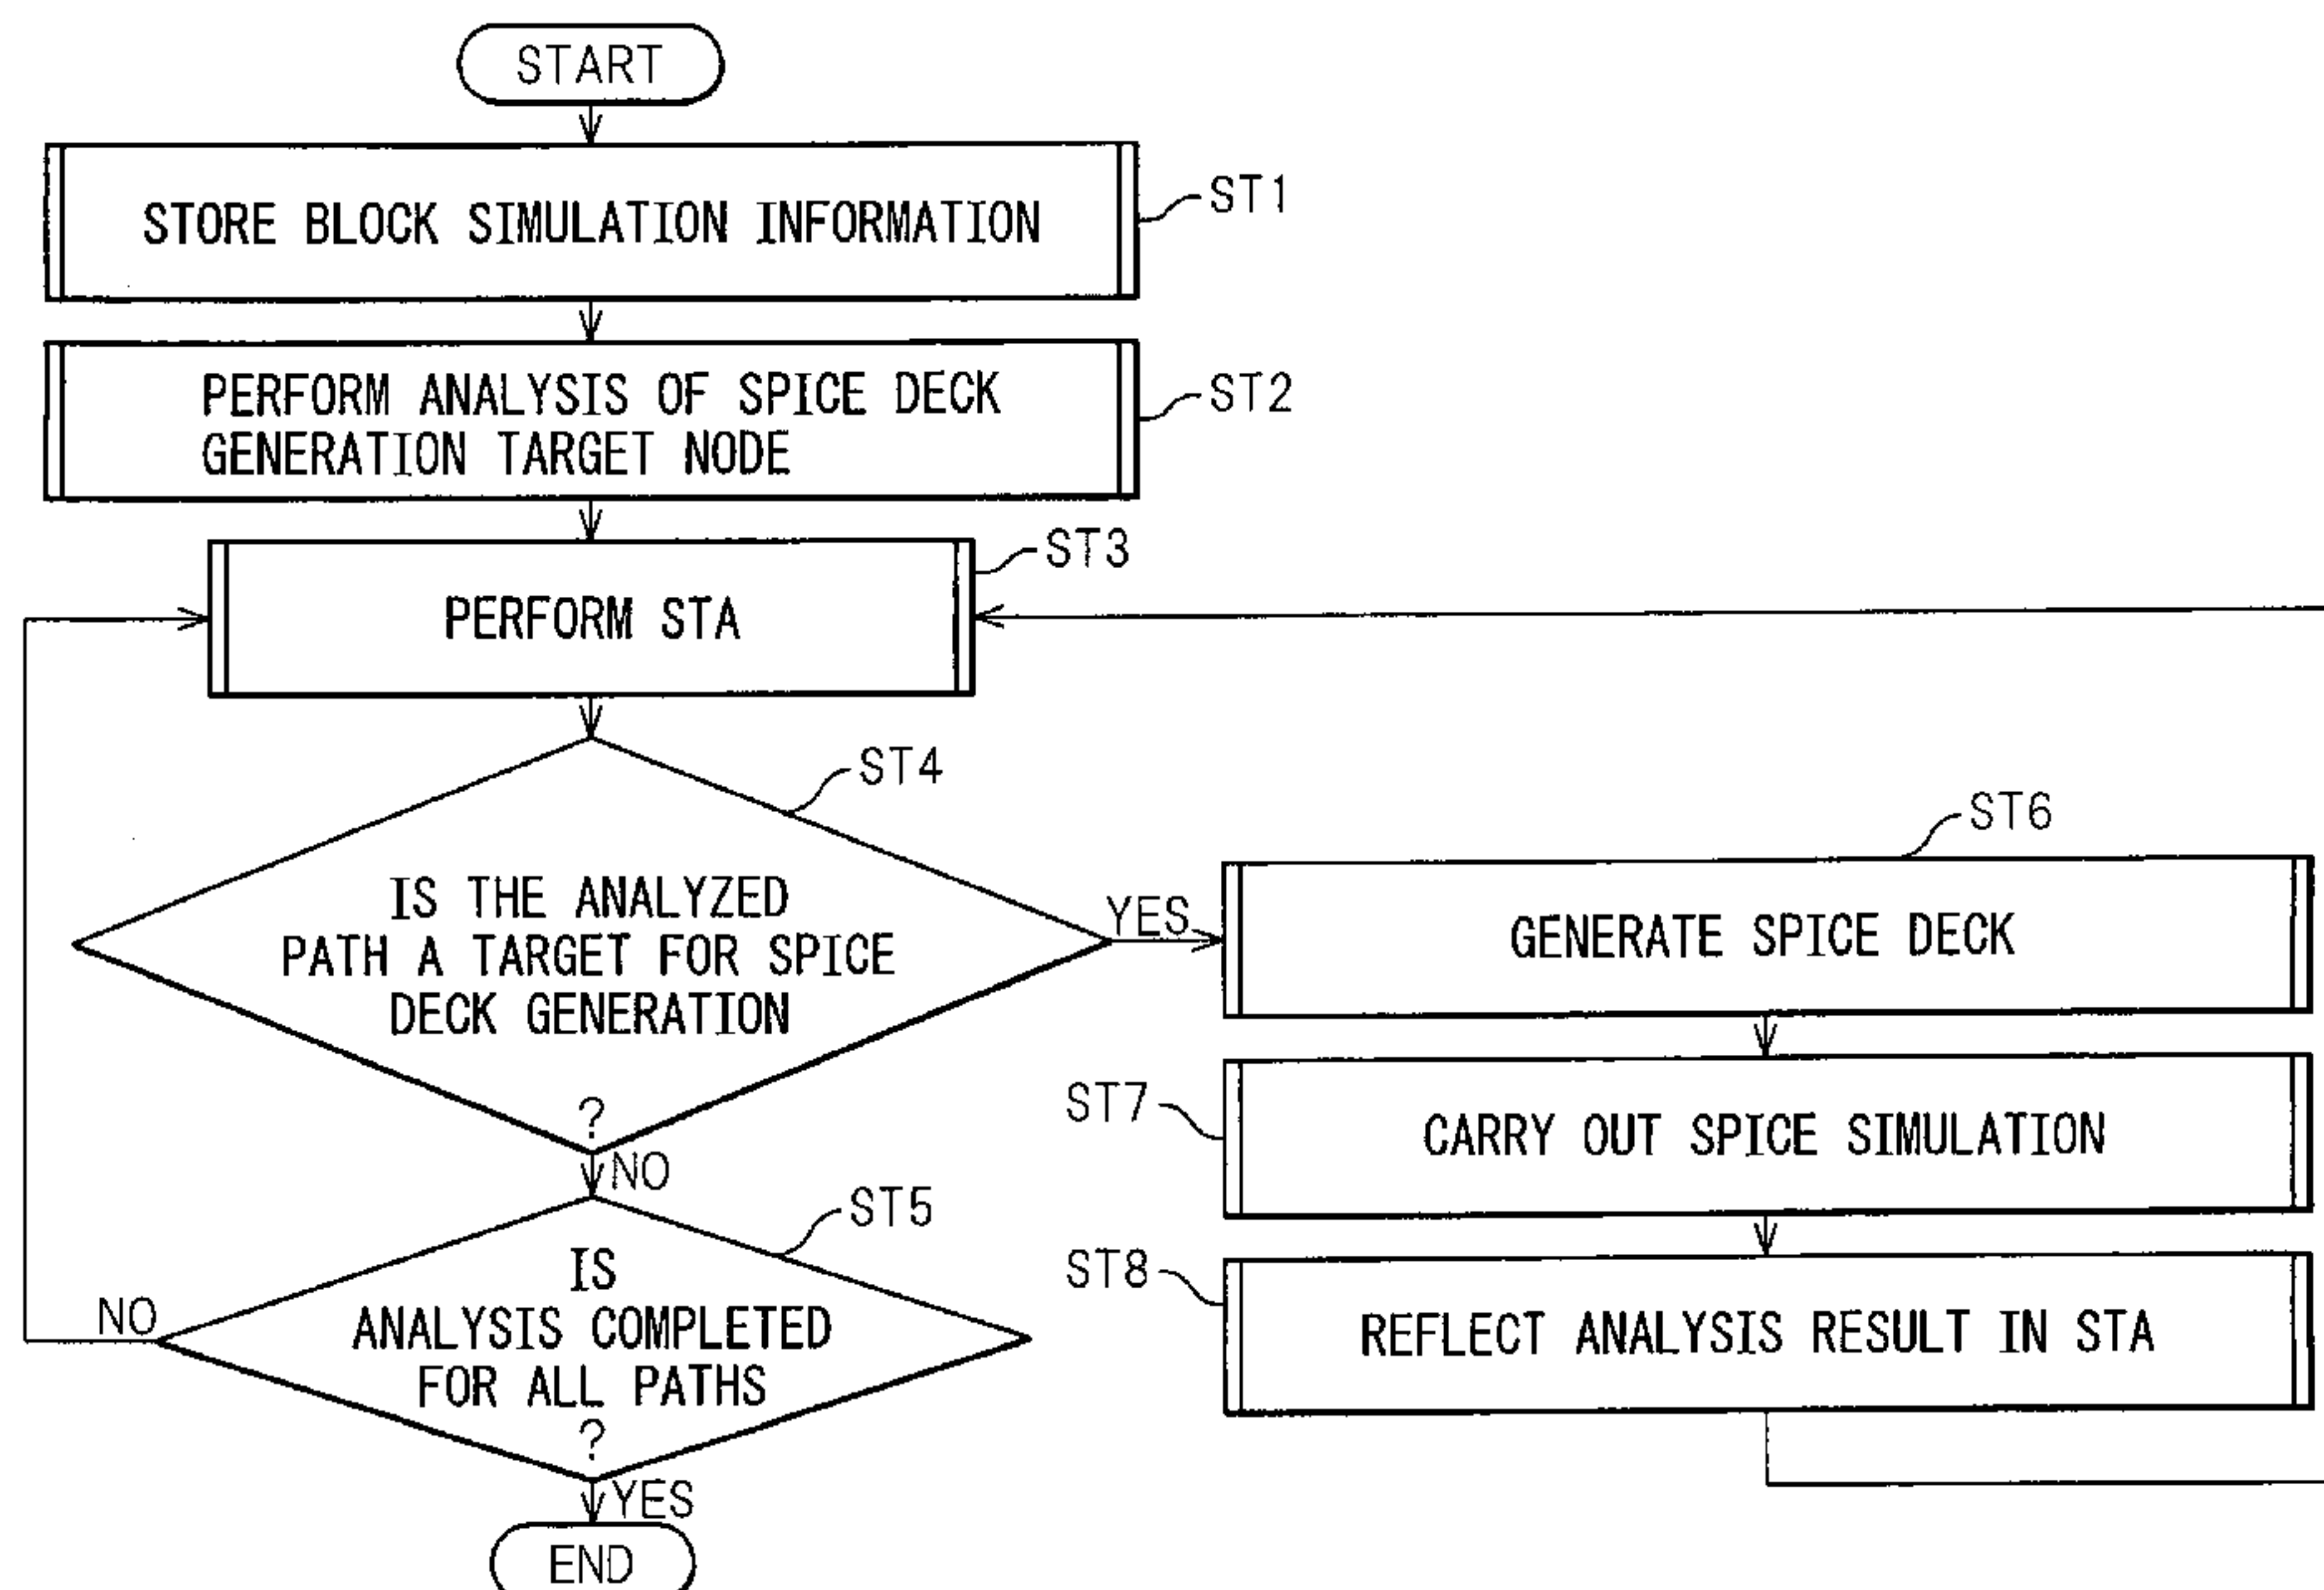 START
STORE BLOCK SIMULATION INFORMATION
ST1
PERFORM ANALYSIS OF SPICE DECK
GENERATION TARGET NODE
ST2
PERFORM STA
ST3
IS THE ANALYZED
PATH A TARGET FOR SPICE
DECK GENERATION
?
ST4
YES
NO
IS
ANALYSIS COMPLETED
FOR ALL PATHS
?
ST5
NO
YES
END
GENERATE SPICE DECK
ST6
CARRY OUT SPICE SIMULATION
ST7
REFLECT ANALYSIS RESULT IN STA
ST8